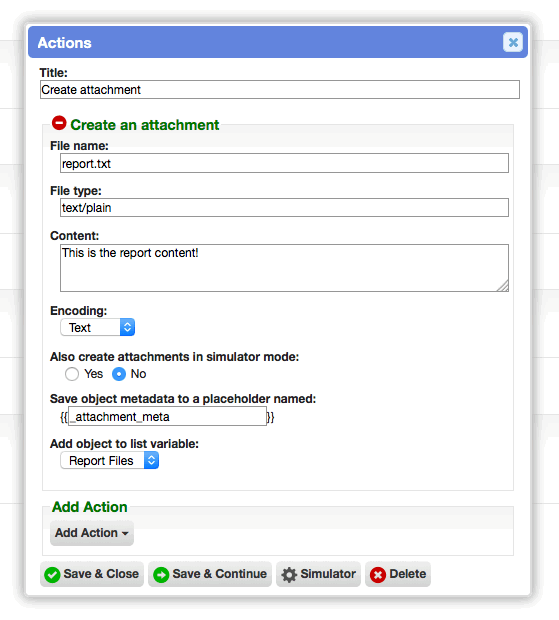 Actions
Title:
Create attachment
Create an attachment
File name:
report.txt
File type:
text/plain
Content:
This is the report content!
Encoding:
Text
Also create attachments in simulator mode:
Yes No
Save object metadata to a placeholder named:
{{_attachment_meta}}
Add object to list variable:
Report Files
Add Action
Add Action
Save & Close Save & Continue Simulator Delete